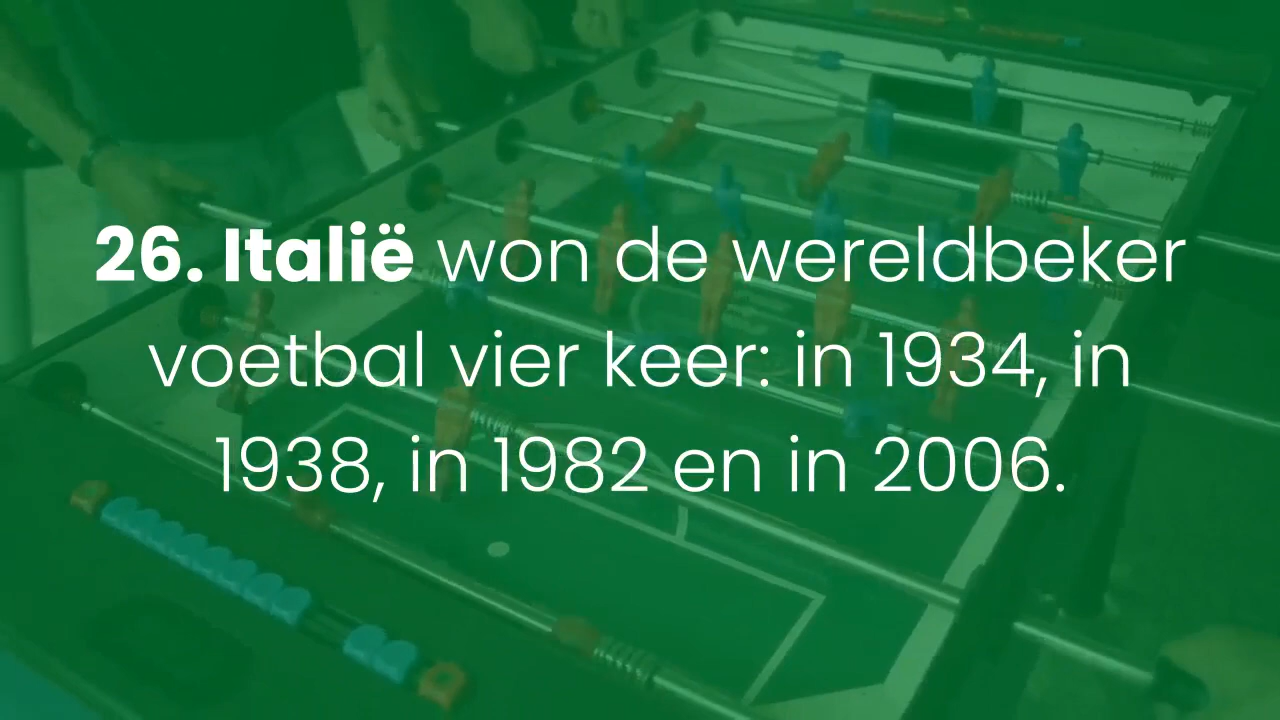 26. Italië won de wereldbeker
voetbal vier keer: in 1934, in
1938, in 1982 en in 2006.